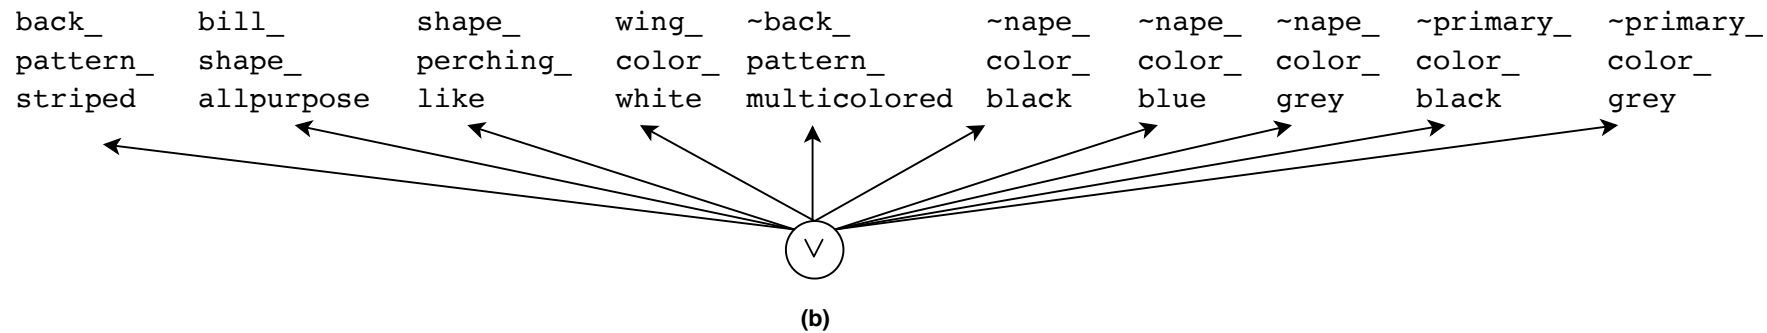 back_ bill_ shape_ wing_ ~back_ ~nape_ ~nape_ ~nape_ ~primary_ ~primary_
pattern_ shape_ perching_ color_ pattern_ color_ color_ color_ color_ color_
striped allpurpose like white multicolored black blue grey black grey
∨
(b)